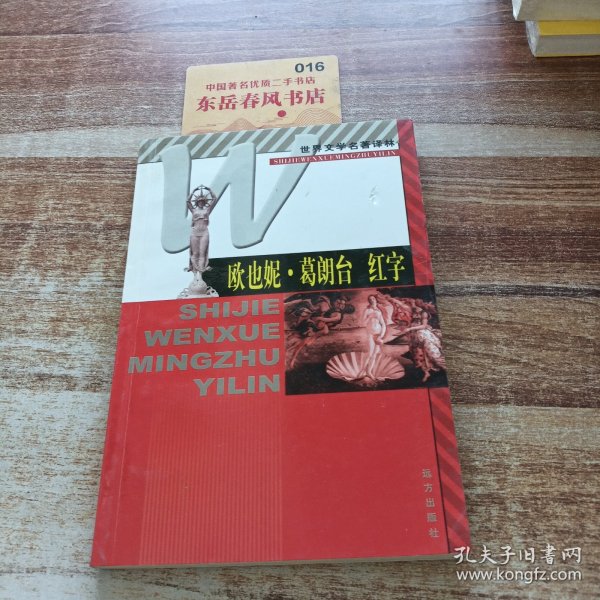 016
中国著名优质二手书店
东岳春风书店
世界文学名著译林
SHIJIEWENXUEMINGZHUYILIN
W
欧也妮·葛朗台 红字
SHIJIE
WENXUE
MINGZHU
YILIN
远方出版社
孔夫子旧书网
www.kongfz.com